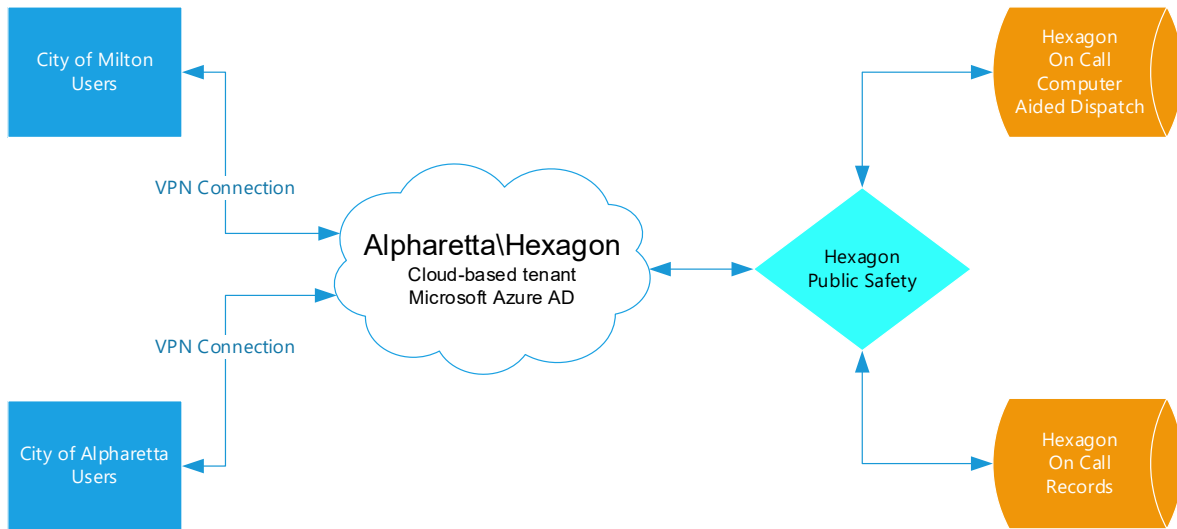 City of Milton
Users
VPN Connection
Alpharetta\Hexagon
Cloud-based tenant
Microsoft Azure AD
VPN Connection
City of Alpharetta
Users
Hexagon
Public Safety
Hexagon
On Call
Computer
Aided Dispatch
Hexagon
On Call
Records